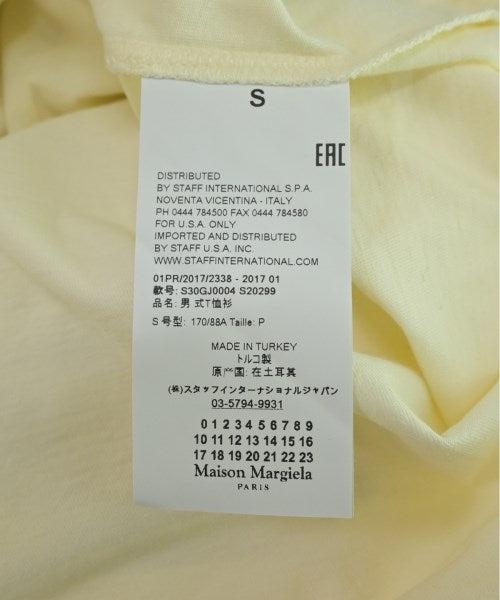 S
EAC
DISTRIBUTED
BY STAFF INTERNATIONAL S.P.A.
NOVENTA VICENTINA - ITALY
PH 0444 784500 FAX 0444 784580
FOR U.S.A. ONLY
IMPORTED AND DISTRIBUTED
BY STAFF U.S.A. INC.
WWW.STAFFINTERNATIONAL.COM
01PR/2017/2338 - 2017 01
款号: S30GJ0004 S20299
品名: 男 式T恤衫
S 号型: 170/88A Taille: P
MADE IN TURKEY
トルコ製
原产国: 在土耳其
(株)スタッフインターナショナルジャパン
03-5794-9931
0 1 2 3 4 5 6 7 8 9
10 11 12 13 14 15 16
17 18 19 20 21 22 23
Maison Margiela
PARIS